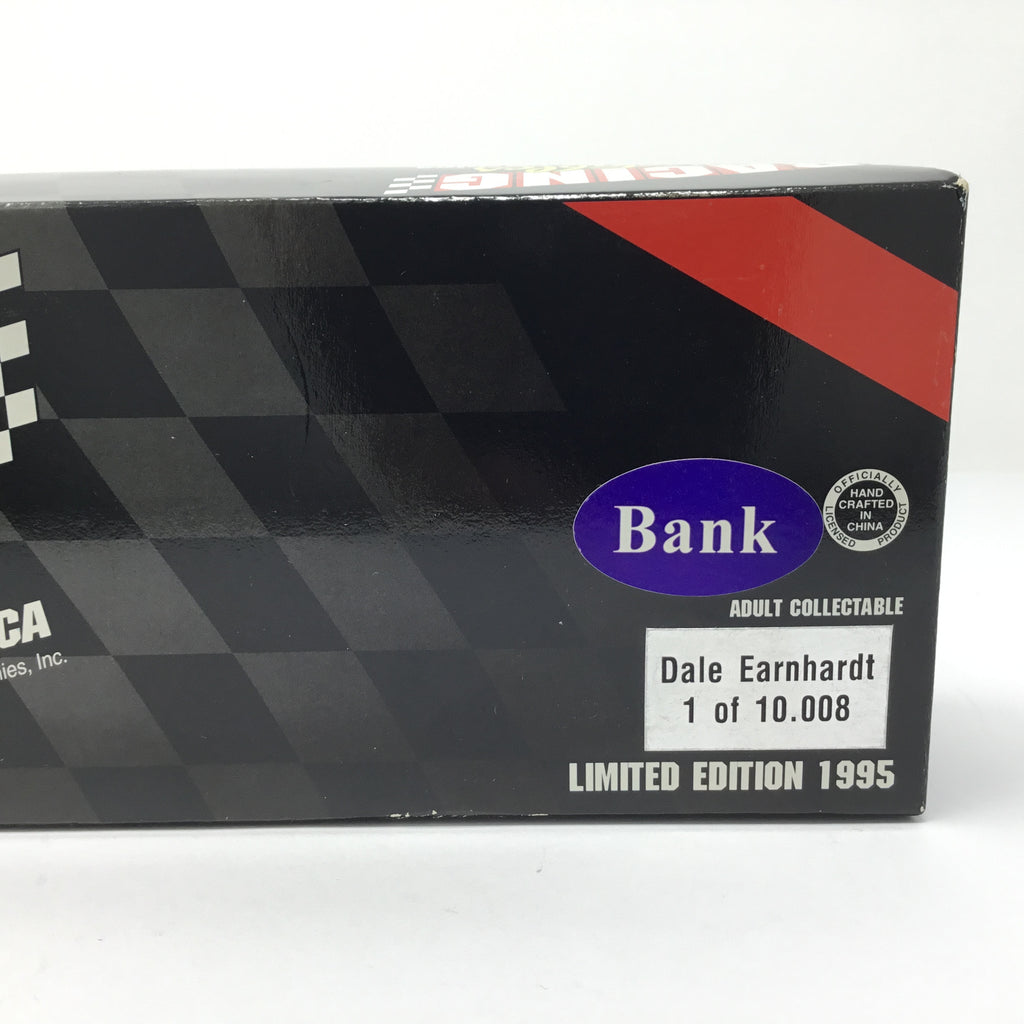 CA
ies, Inc.
Bank
OFFICIALLY LICENSED PRODUCT
HAND
CRAFTED
IN
CHINA
ADULT COLLECTABLE
Dale Earnhardt
1 of 10.008
LIMITED EDITION 1995